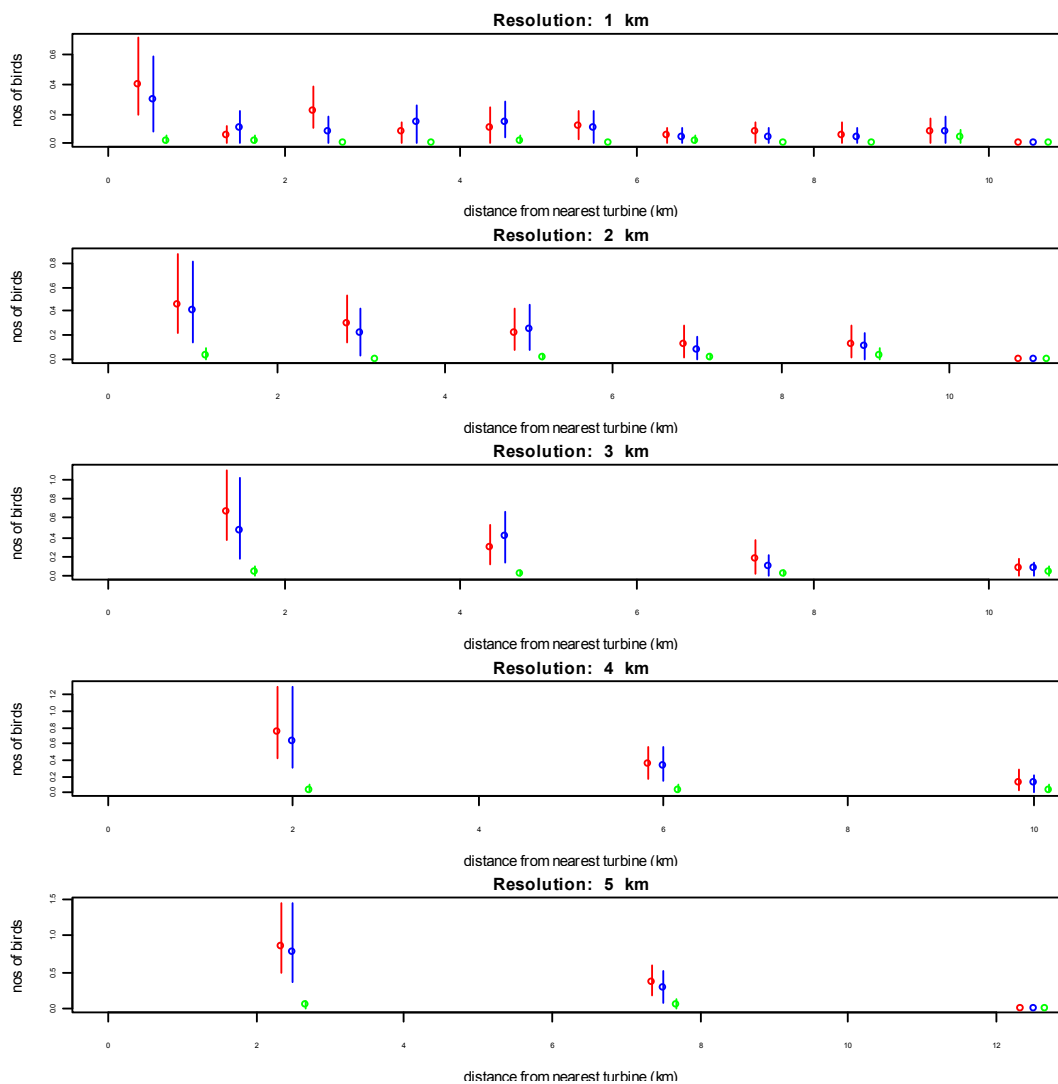 Resolution: 1 km
nos of birds
0.0 0.2 0.4 0.6
0 2 4 6 8 10
distance from nearest turbine (km)
Resolution: 2 km
nos of birds
0.0 0.2 0.4 0.6 0.8
0 2 4 6 8 10
distance from nearest turbine (km)
Resolution: 3 km
nos of birds
0.0 0.2 0.4 0.6 0.8 1.0
0 2 4 6 8 10
distance from nearest turbine (km)
Resolution: 4 km
nos of birds
0.0 0.2 0.4 0.6 0.8 1.0 1.2
0 2 4 6 8 10
distance from nearest turbine (km)
Resolution: 5 km
nos of birds
0.0 0.5 1.0 1.5
0 2 4 6 8 10 12
distance from nearest turbine (km)